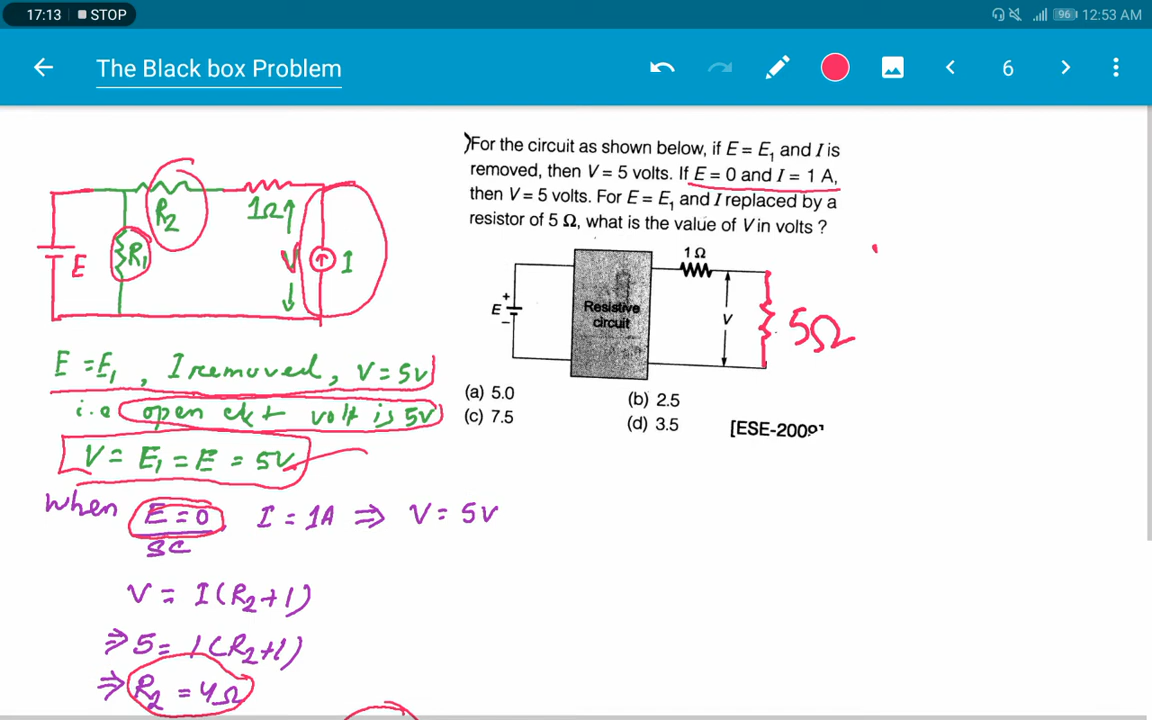 17:13 STOP 96 12:53 AM
The Black box Problem 6
)For the circuit as shown below, if E = E1 and I is
removed, then V = 5 volts. If E = 0 and I = 1 A,
then V = 5 volts. For E = E1 and I replaced by a
resistor of 5 Ω, what is the value of V in volts ?
1 Ω
E
+
−
Resistive
circuit
V
5Ω
(a) 5.0
(b) 2.5
(c) 7.5
(d) 3.5
[ESE-2009]
E
R1
R2
1Ω
V
I
E = E1 , I removed, V = 5V
i.e open ckt volt is 5V
V = E1 = E = 5V
When E = 0 I = 1A ⇒ V = 5V
SC
V = I(R2+1)
⇒ 5 = 1(R2+1)
⇒ R2 = 4Ω